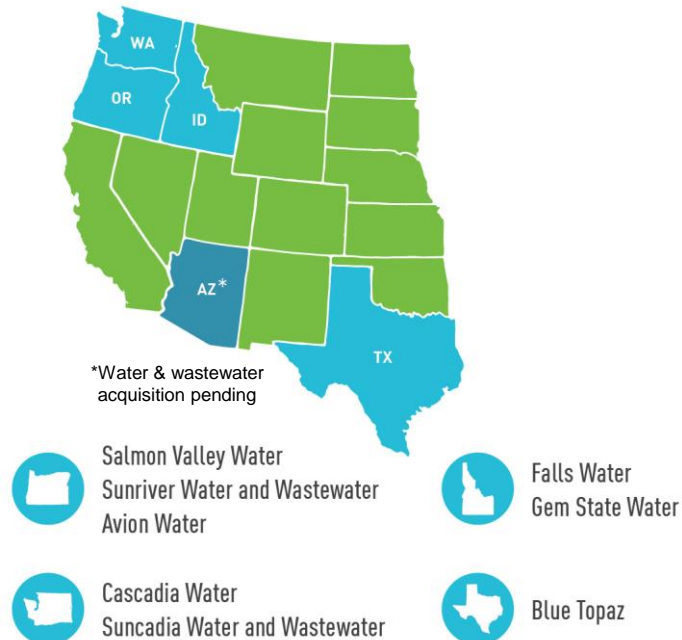 WA
OR
ID
AZ*
TX
*Water & wastewater
acquisition pending
Salmon Valley Water
Sunriver Water and Wastewater
Avion Water
Falls Water
Gem State Water
Cascadia Water
Suncadia Water and Wastewater
Blue Topaz